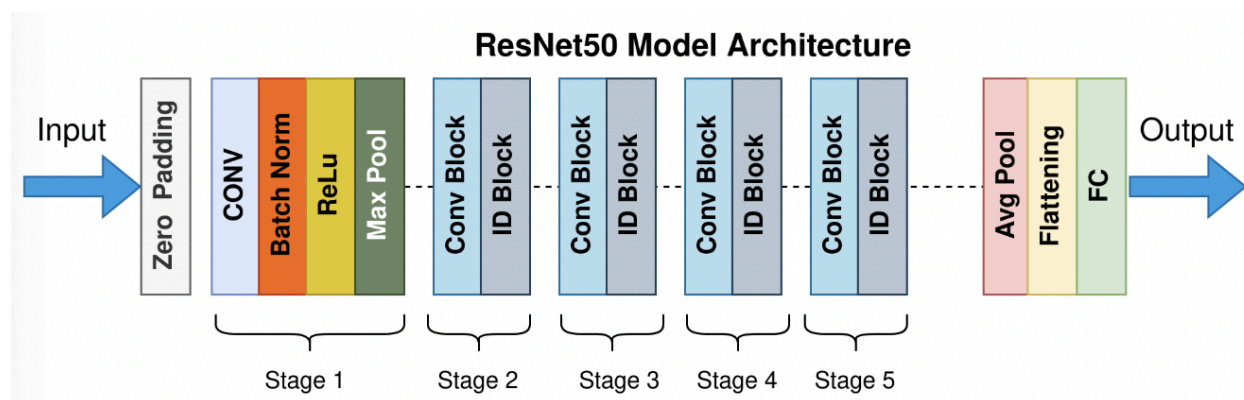 ResNet50 Model Architecture
Input
Zero Padding
CONV
Batch Norm
ReLu
Max Pool
Conv Block
ID Block
Conv Block
ID Block
Conv Block
ID Block
Conv Block
ID Block
Avg Pool
Flattening
FC
Output
Stage 1
Stage 2
Stage 3
Stage 4
Stage 5